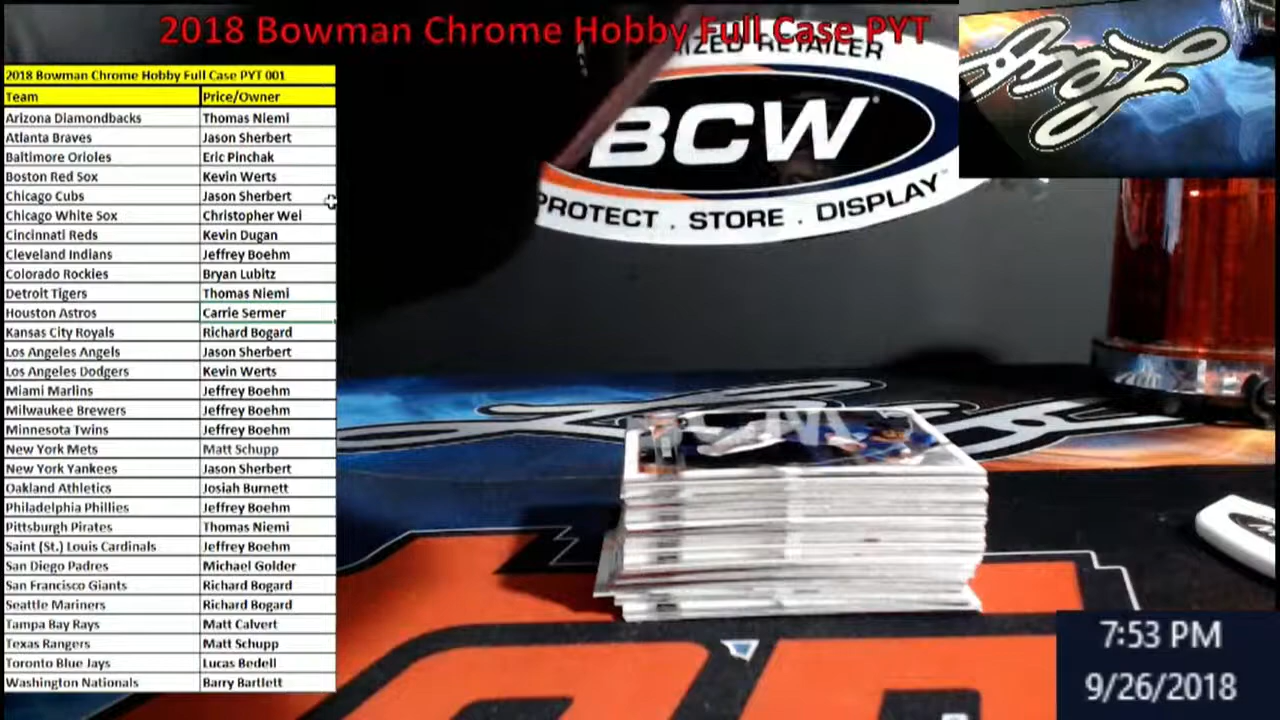 2018 Bowman Chrome Hobby Full Case PYT
2018 Bowman Chrome Hobby Full Case PYT 001
Team Price/Owner
Arizona Diamondbacks Thomas Niemi
Atlanta Braves Jason Sherbert
Baltimore Orioles Eric Pinchak
Boston Red Sox Kevin Werts
Chicago Cubs Jason Sherbert
Chicago White Sox Christopher Wel
Cincinnati Reds Kevin Dugan
Cleveland Indians Jeffrey Boehm
Colorado Rockies Bryan Lubitz
Detroit Tigers Thomas Niemi
Houston Astros Carrie Sermer
Kansas City Royals Richard Bogard
Los Angeles Angels Jason Sherbert
Los Angeles Dodgers Kevin Werts
Miami Marlins Jeffrey Boehm
Milwaukee Brewers Jeffrey Boehm
Minnesota Twins Jeffrey Boehm
New York Mets Matt Schupp
New York Yankees Jason Sherbert
Oakland Athletics Josiah Burnett
Philadelphia Phillies Jeffrey Boehm
Pittsburgh Pirates Thomas Niemi
Saint (St.) Louis Cardinals Jeffrey Boehm
San Diego Padres Michael Golder
San Francisco Giants Richard Bogard
Seattle Mariners Richard Bogard
Tampa Bay Rays Matt Calvert
Texas Rangers Matt Schupp
Toronto Blue Jays Lucas Bedell
Washington Nationals Barry Bartlett
RETAILER
BCW
PROTECT . STORE . DISPLAY
7:53 PM
9/26/2018